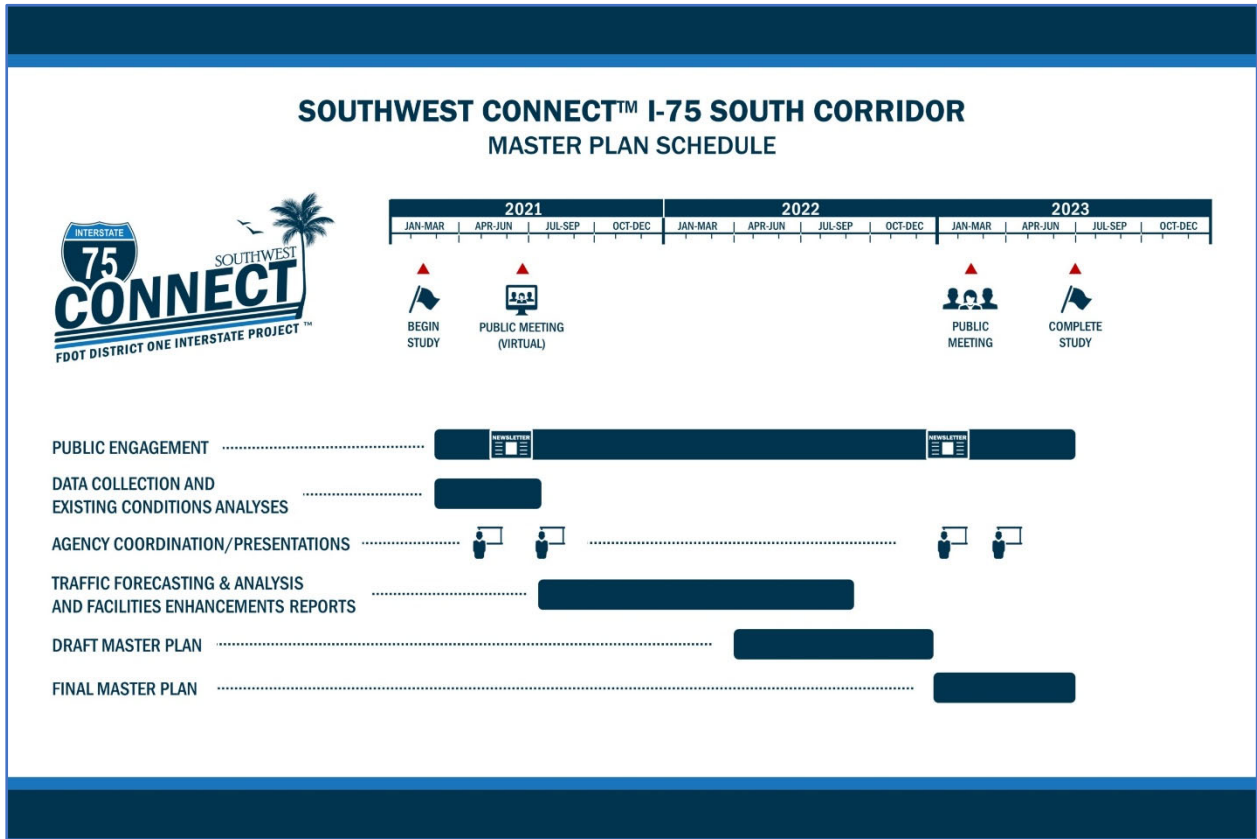 SOUTHWEST CONNECT™ I-75 SOUTH CORRIDOR
MASTER PLAN SCHEDULE
INTERSTATE
75
SOUTHWEST
CONNECT
FDOT DISTRICT ONE INTERSTATE PROJECT ™
2021 2022 2023
JAN-MAR APR-JUN JUL-SEP OCT-DEC JAN-MAR APR-JUN JUL-SEP OCT-DEC JAN-MAR APR-JUN JUL-SEP OCT-DEC
BEGIN
STUDY
PUBLIC MEETING
(VIRTUAL)
PUBLIC
MEETING
COMPLETE
STUDY
PUBLIC ENGAGEMENT
NEWSLETTER
NEWSLETTER
DATA COLLECTION AND
EXISTING CONDITIONS ANALYSES
AGENCY COORDINATION/PRESENTATIONS
TRAFFIC FORECASTING & ANALYSIS
AND FACILITIES ENHANCEMENTS REPORTS
DRAFT MASTER PLAN
FINAL MASTER PLAN